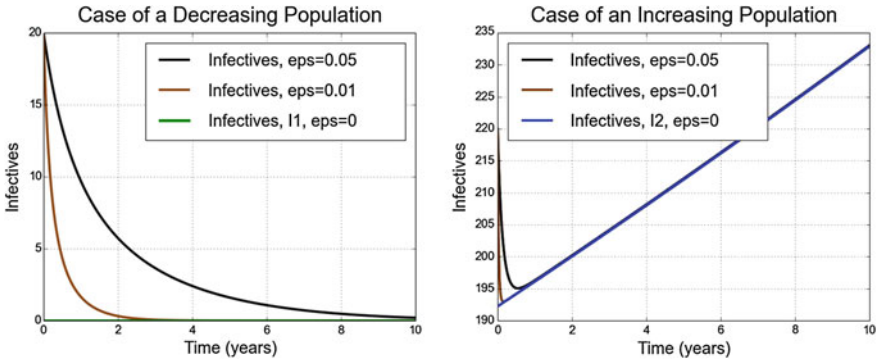 Case of a Decreasing Population
20
15
10
5
0
0
2
4
6
8
10
Infectives
Time (years)
Infectives, eps=0.05
Infectives, eps=0.01
Infectives, I1, eps=0
Case of an Increasing Population
235
230
225
220
215
210
205
200
195
190
0
2
4
6
8
10
Infectives
Time (years)
Infectives, eps=0.05
Infectives, eps=0.01
Infectives, I2, eps=0